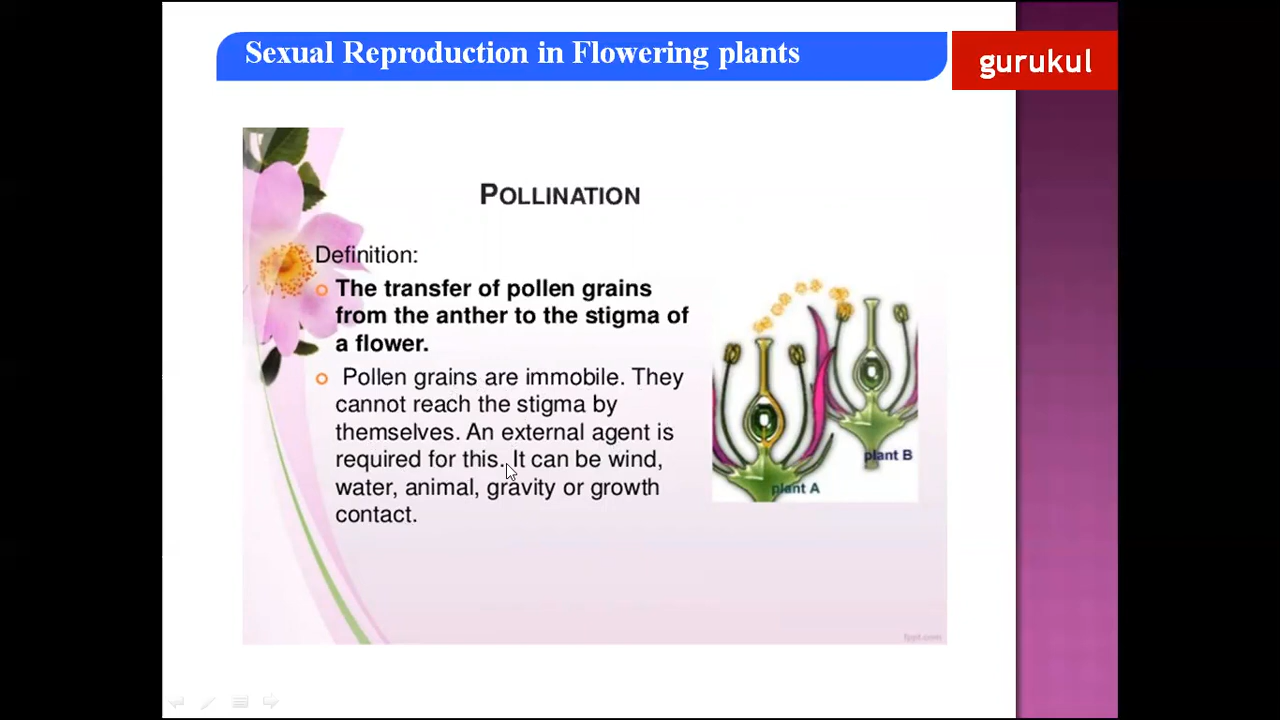 Sexual Reproduction in Flowering plants
gurukul
POLLINATION
Definition:
The transfer of pollen grains
from the anther to the stigma of
a flower.
Pollen grains are immobile. They
cannot reach the stigma by
themselves. An external agent is
required for this. It can be wind,
water, animal, gravity or growth
contact.
plant B
plant A
fppt.com